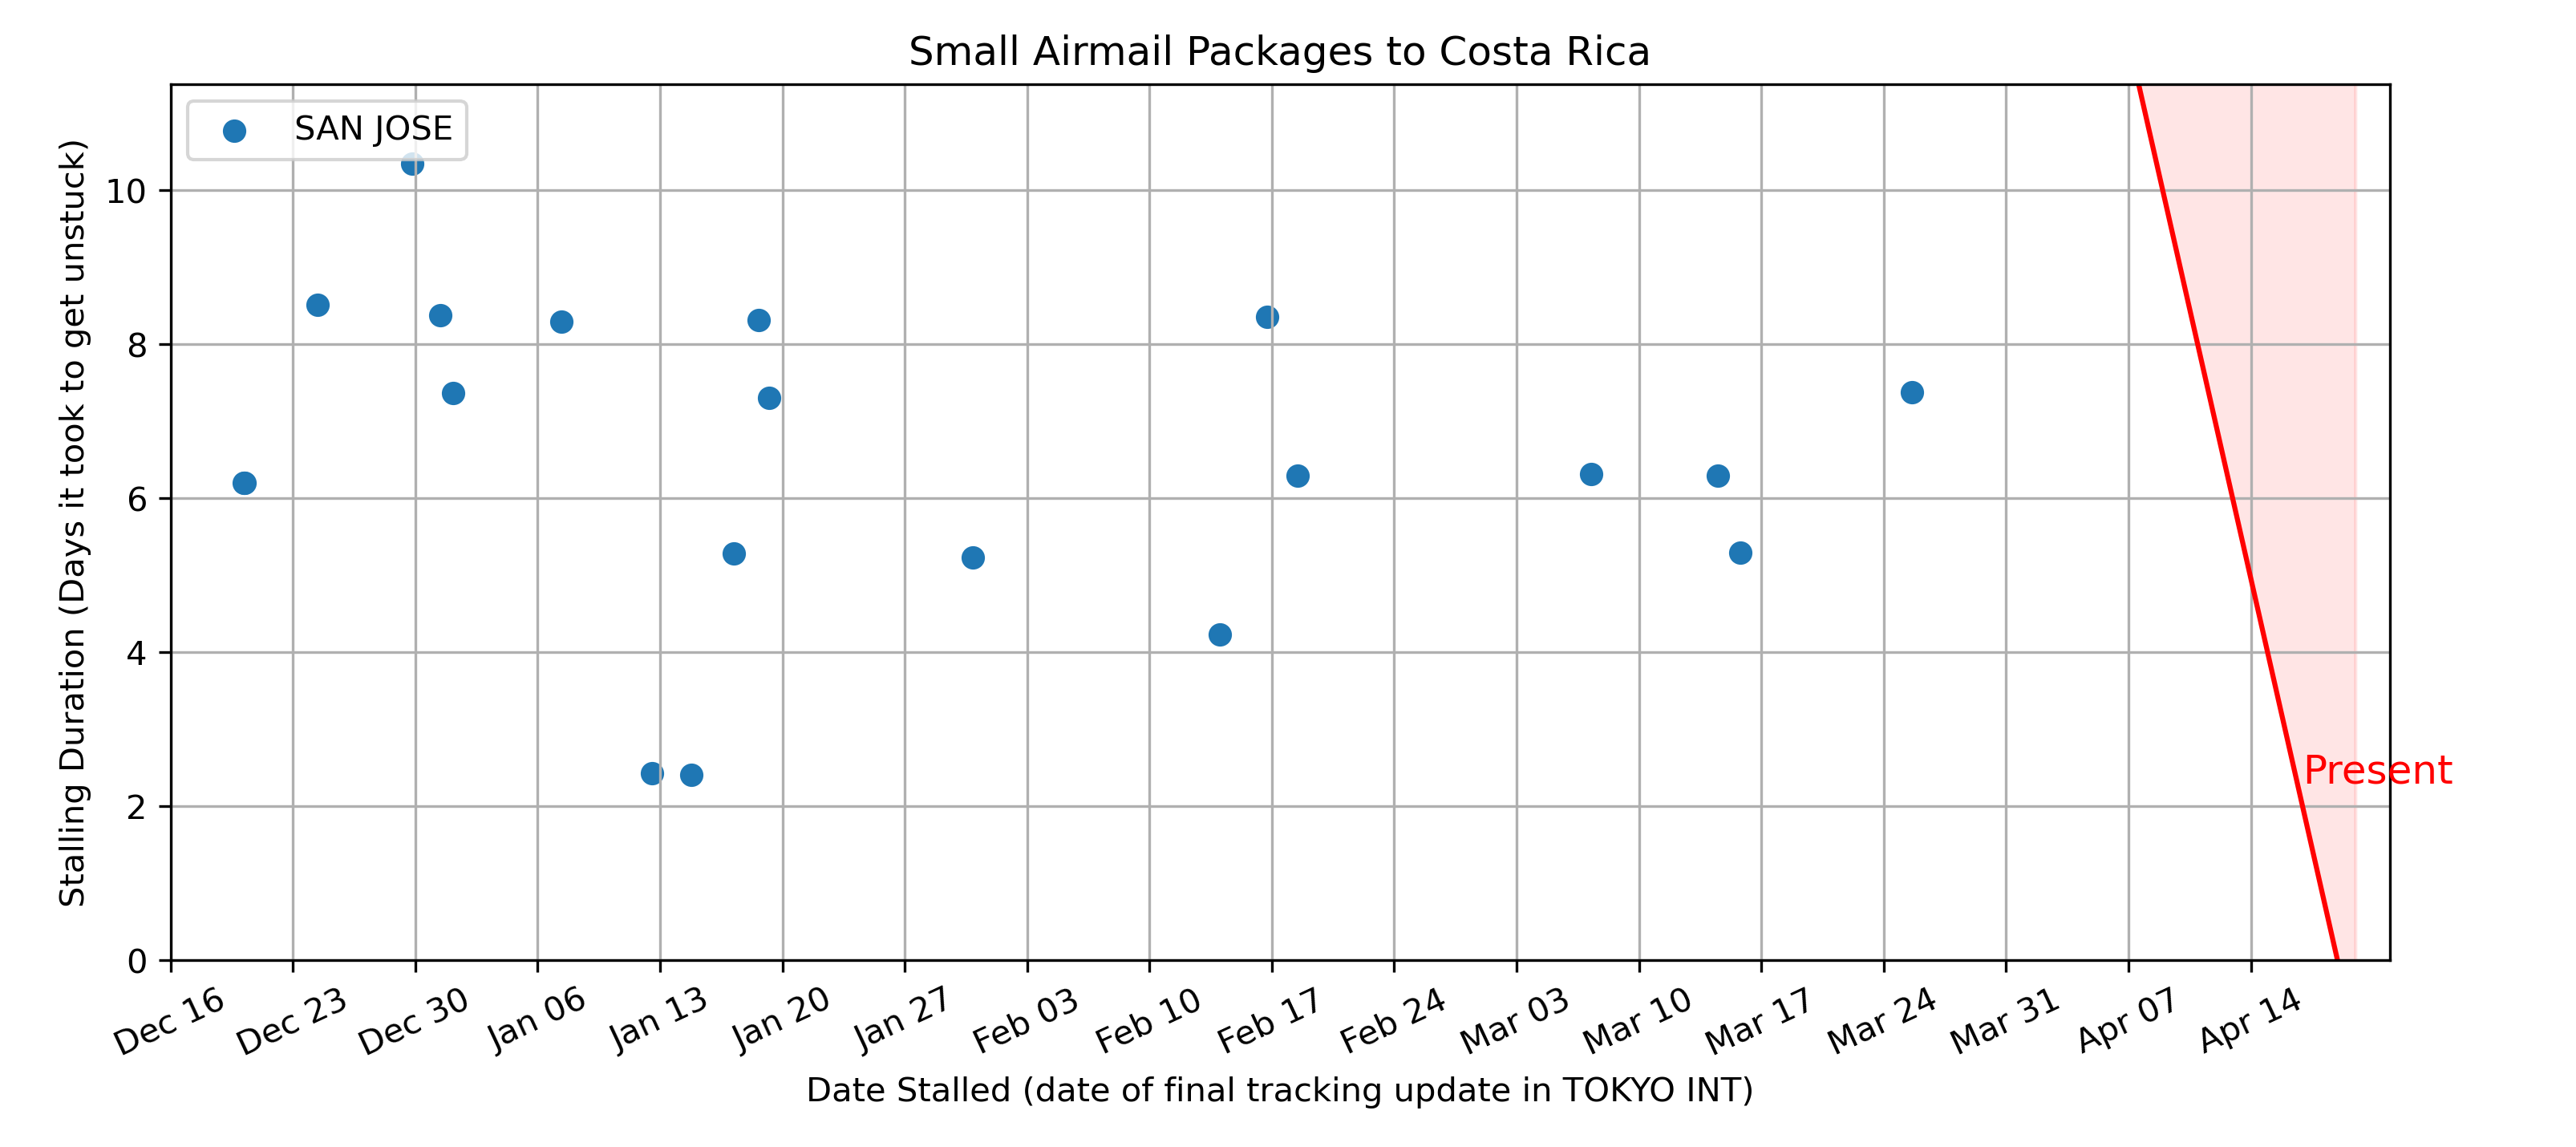 Small Airmail Packages to Costa Rica
SAN JOSE
Stalling Duration (Days it took to get unstuck)
10
8
6
4
2
0
Present
Dec 16 Dec 23 Dec 30 Jan 06 Jan 13 Jan 20 Jan 27 Feb 03 Feb 10 Feb 17 Feb 24 Mar 03 Mar 10 Mar 17 Mar 24 Mar 31 Apr 07 Apr 14
Date Stalled (date of final tracking update in TOKYO INT)